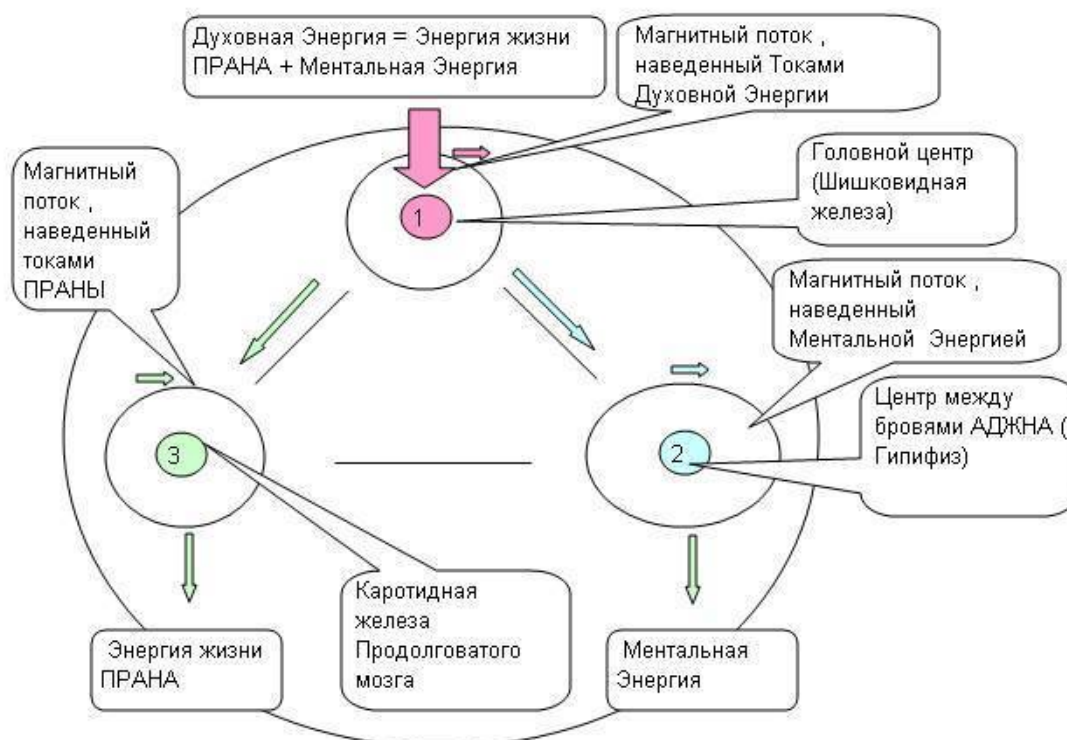 Духовная Энергия = Энергия жизни
ПРАНА + Ментальная Энергия
Магнитный поток ,
наведенный Токами
Духовной Энергии
Магнитный
поток ,
наведенный
токами
ПРАНЫ
Головной центр
(Шишковидная
железа)
1
Магнитный поток ,
наведенный
Ментальной Энергией
Центр между
бровями АДЖНА (
Гипифиз)
3
2
Каротидная
железа
Продолговатого
мозга
Энергия жизни
ПРАНА
Ментальная
Энергия